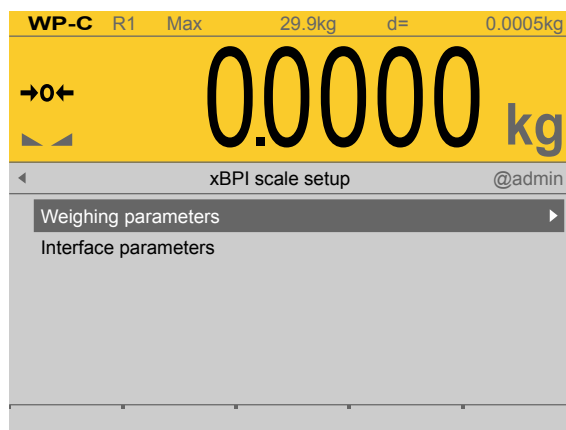 WP-C R1 Max 29.9kg d= 0.0005kg
→0←
0.0000 kg
xBPI scale setup @admin
Weighing parameters
Interface parameters